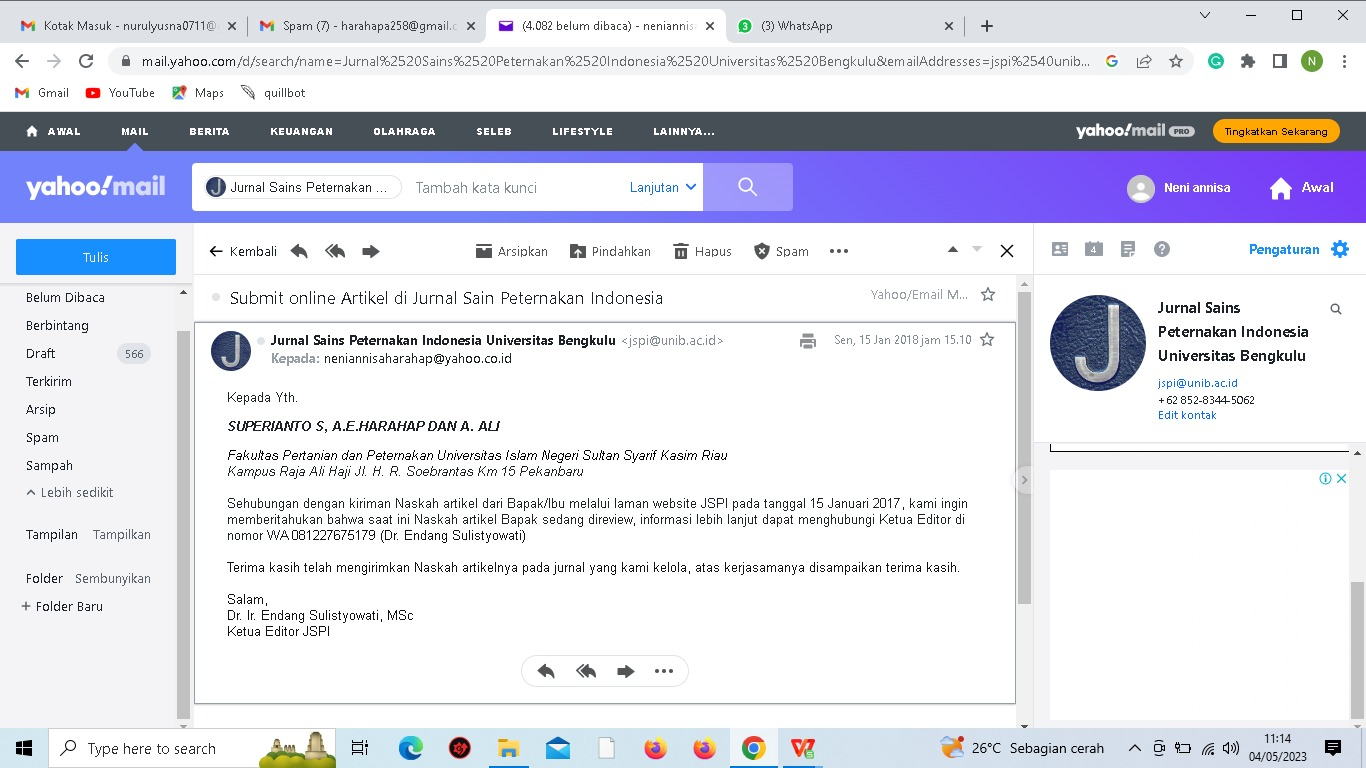 Kotak Masuk - nurulyusna0711@
Spam (7) - harahapa258@gmail.c
(4.082 belum dibaca) - neniannisa
(3) WhatsApp
mail.yahoo.com/d/search/name=Jurnal%2520Sains%2520Peternakan%2520Indonesia%2520Universitas%2520Bengkulu&emailAddresses=jspi%2540unib...
N
Gmail
YouTube
Maps
quillbot
AWAL
MAIL
BERITA
KEUANGAN
OLAHRAGA
SELEB
LIFESTYLE
LAINNYA...
yahoo!mail PRO
Tingkatkan Sekarang
yahoo!mail
Jurnal Sains Peternakan ...
Tambah kata kunci
Lanjutan
Neni annisa
Awal
Tulis
Kembali
Arsipkan
Pindahkan
Hapus
Spam
4
Pengaturan
Belum Dibaca
Berbintang
Draft 566
Terkirim
Arsip
Spam
Sampah
Lebih sedikit
Tampilan Tampilkan
Folder Sembunyikan
+ Folder Baru
Submit online Artikel di Jurnal Sain Peternakan Indonesia
Yahoo/Email M...
Jurnal Sains Peternakan Indonesia Universitas Bengkulu <jspi@unib.ac.id>
Sen, 15 Jan 2018 jam 15.10
Kepada: neniannisaharahap@yahoo.co.id
Kepada Yth.
SUPERIANTO S, A.E.HARAHAP DAN A. ALI
Fakultas Pertanian dan Peternakan Universitas Islam Negeri Sultan Syarif Kasim Riau
Kampus Raja Ali Haji Jl. H. R. Soebrantas Km 15 Pekanbaru
Sehubungan dengan kiriman Naskah artikel dari Bapak/Ibu melalui laman website JSPI pada tanggal 15 Januari 2017, kami ingin
memberitahukan bahwa saat ini Naskah artikel Bapak sedang direview, informasi lebih lanjut dapat menghubungi Ketua Editor di
nomor WA 081227675179 (Dr. Endang Sulistyowati)
Terima kasih telah mengirimkan Naskah artikelnya pada jurnal yang kami kelola, atas kerjasamanya disampaikan terima kasih.
Salam,
Dr. Ir. Endang Sulistyowati, MSc
Ketua Editor JSPI
J
Jurnal Sains
Peternakan Indonesia
Universitas Bengkulu
jspi@unib.ac.id
+62 852-8344-5062
Edit kontak
Type here to search
26°C Sebagian cerah
11:14
04/05/2023